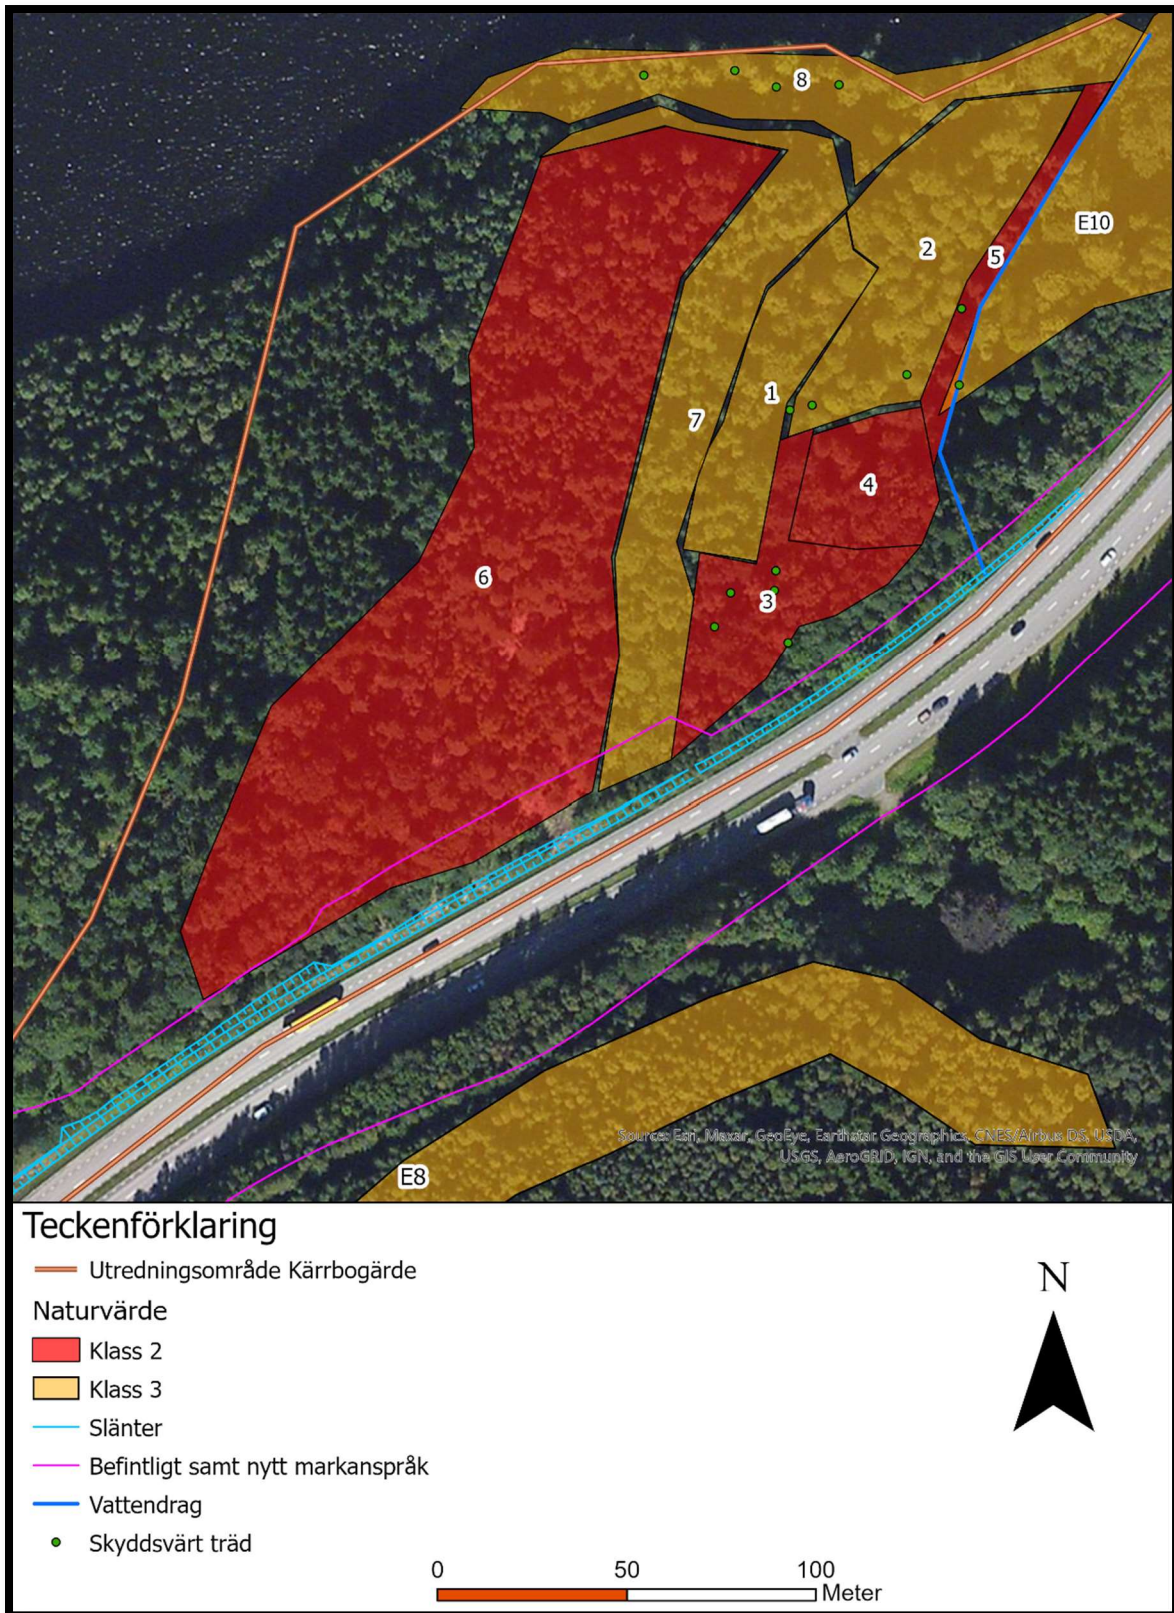 8
2
E10
5
1
7
4
6
3
Source: Esri, Maxar, GeoEye, Earthstar Geographics, CNES/Airbus DS, USDA,
USGS, AeroGRID, IGN, and the GIS User Community
E8
Teckenförklaring
Utredningsområde Kärrbogärde
Naturvärde
Klass 2
Klass 3
Slänter
Befintligt samt nytt markanspråk
Vattendrag
Skyddsvärt träd
N
0 50 100
Meter